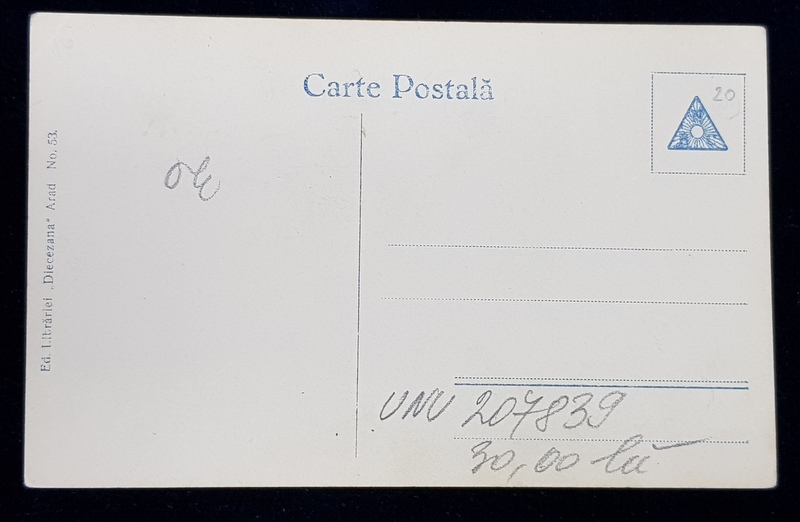 Carte Postală
20
Ed. Librăriei „Diecezana" Arad No. 53.
UNU 207839
30,00 lei